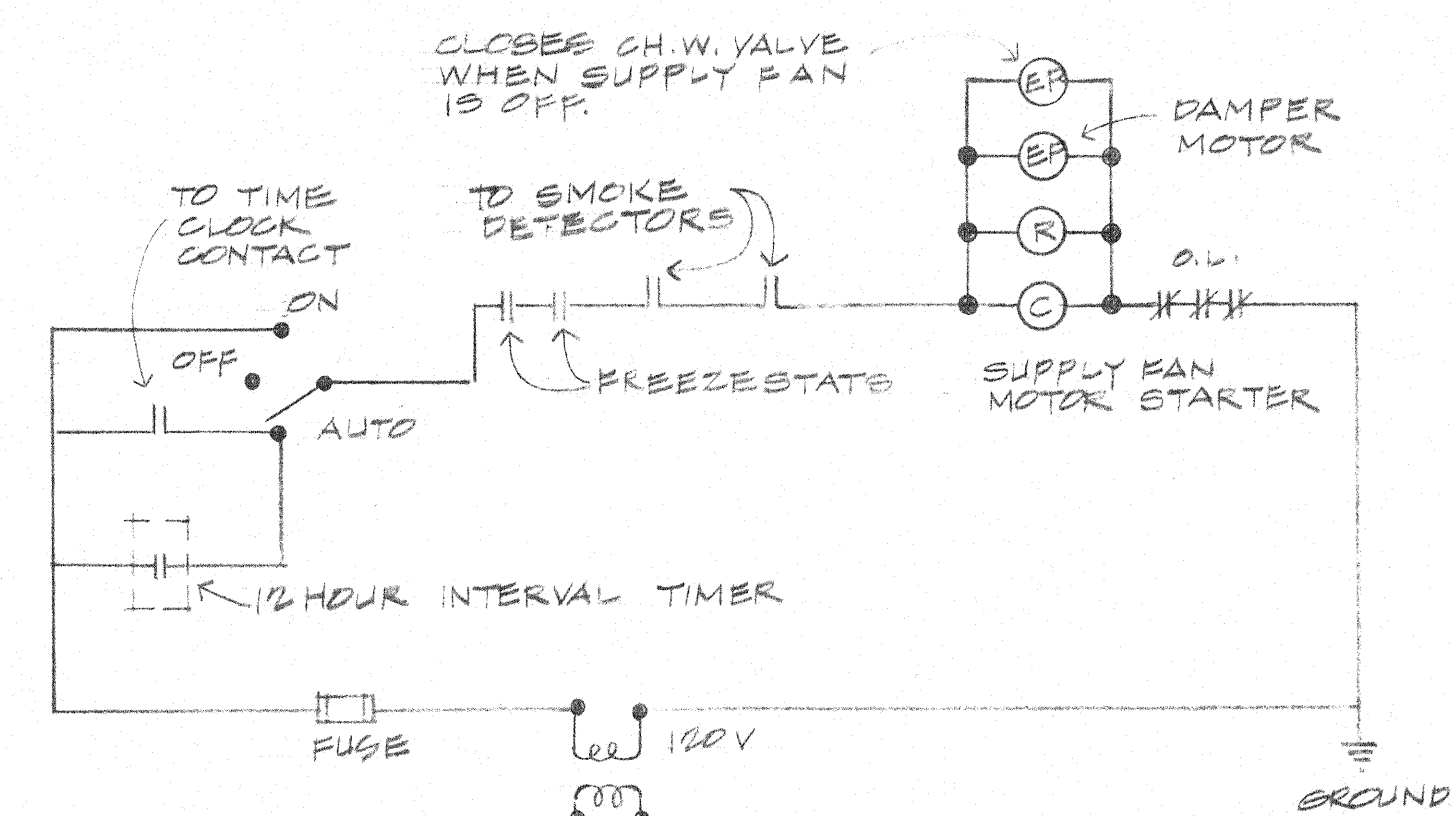 CLOSES CH.W. VALVE
WHEN SUPPLY FAN
IS OFF.
EP
EP
DAMPER
MOTOR
TO TIME
CLOCK
CONTACT
TO SMOKE
DETECTORS
R
O.L.
ON
C
OFF
FREEZESTATS
SUPPLY FAN
MOTOR STARTER
AUTO
12 HOUR INTERVAL TIMER
FUSE
120 V
GROUND